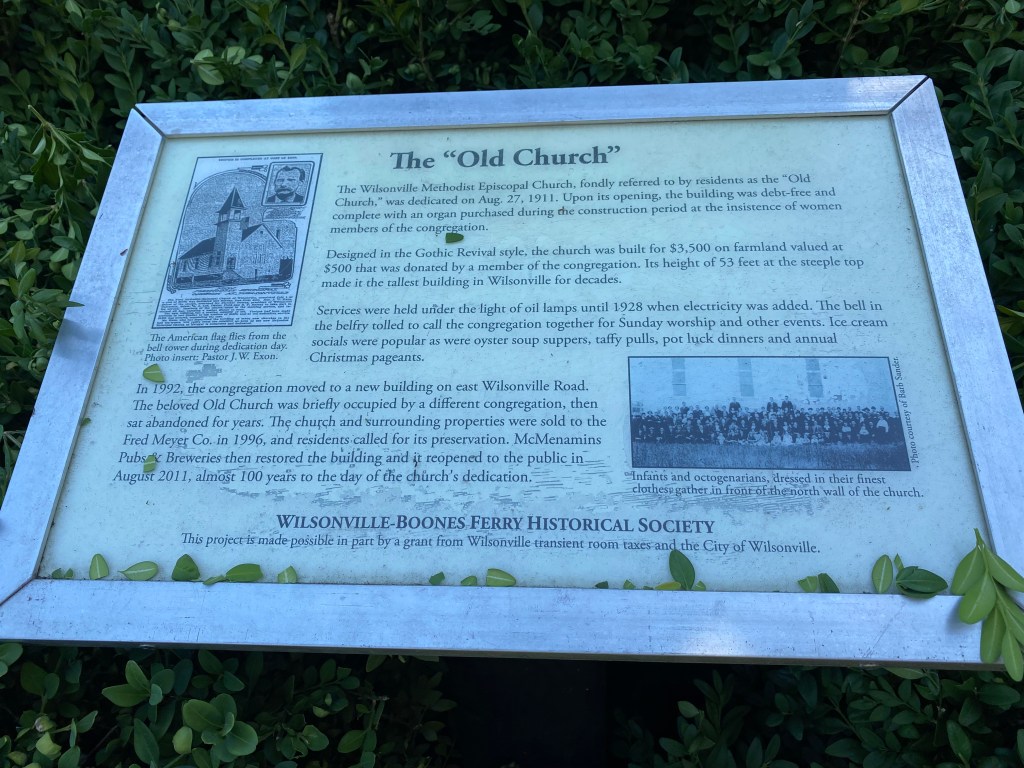 The "Old Church"
The Wilsonville Methodist Episcopal Church, fondly referred to by residents as the "Old
Church," was dedicated on Aug. 27, 1911. Upon its opening, the building was debt-free and
complete with an organ purchased during the construction period at the insistence of women
members of the congregation.
Designed in the Gothic Revival style, the church was built for $3,500 on farmland valued at
$500 that was donated by a member of the congregation. Its height of 53 feet at the steeple top
made it the tallest building in Wilsonville for decades.
Services were held under the light of oil lamps until 1928 when electricity was added. The bell in
the belfry tolled to call the congregation together for Sunday worship and other events. Ice cream
socials were popular as were oyster soup suppers, taffy pulls, pot luck dinners and annual
Christmas pageants.
The American flag flies from the
bell tower during dedication day.
Photo insert: Pastor J.W. Exon.
In 1992, the congregation moved to a new building on east Wilsonville Road.
The beloved Old Church was briefly occupied by a different congregation, then
sat abandoned for years. The church and surrounding properties were sold to the
Fred Meyer Co. in 1996, and residents called for its preservation. McMenamins
Pubs & Breweries then restored the building and it reopened to the public in
August 2011, almost 100 years to the day of the church's dedication.
Photo courtesy of Barb Sunder.
Infants and octogenarians, dressed in their finest
clothes, gather in front of the north wall of the church.
Wilsonville-Boones Ferry Historical Society
This project is made possible in part by a grant from Wilsonville transient room taxes and the City of Wilsonville.